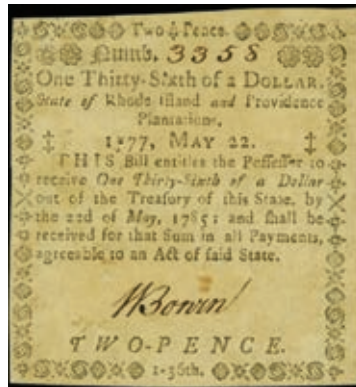 Two Pence.
Numb. 3358
One Thirty-Sixth of a DOLLAR.
State of Rhode Island and Providence
Plantations.
1777, MAY 22.
THIS Bill entitles the Possessor to
receive One Thirty-Sixth of a Dollar
out of the Treasury of this State, by
the 22d of May, 1785: and shall be
received for that Sum in all Payments,
agreeable to an Act of said State.
WBowen
TWO-PENCE.
1-36th.